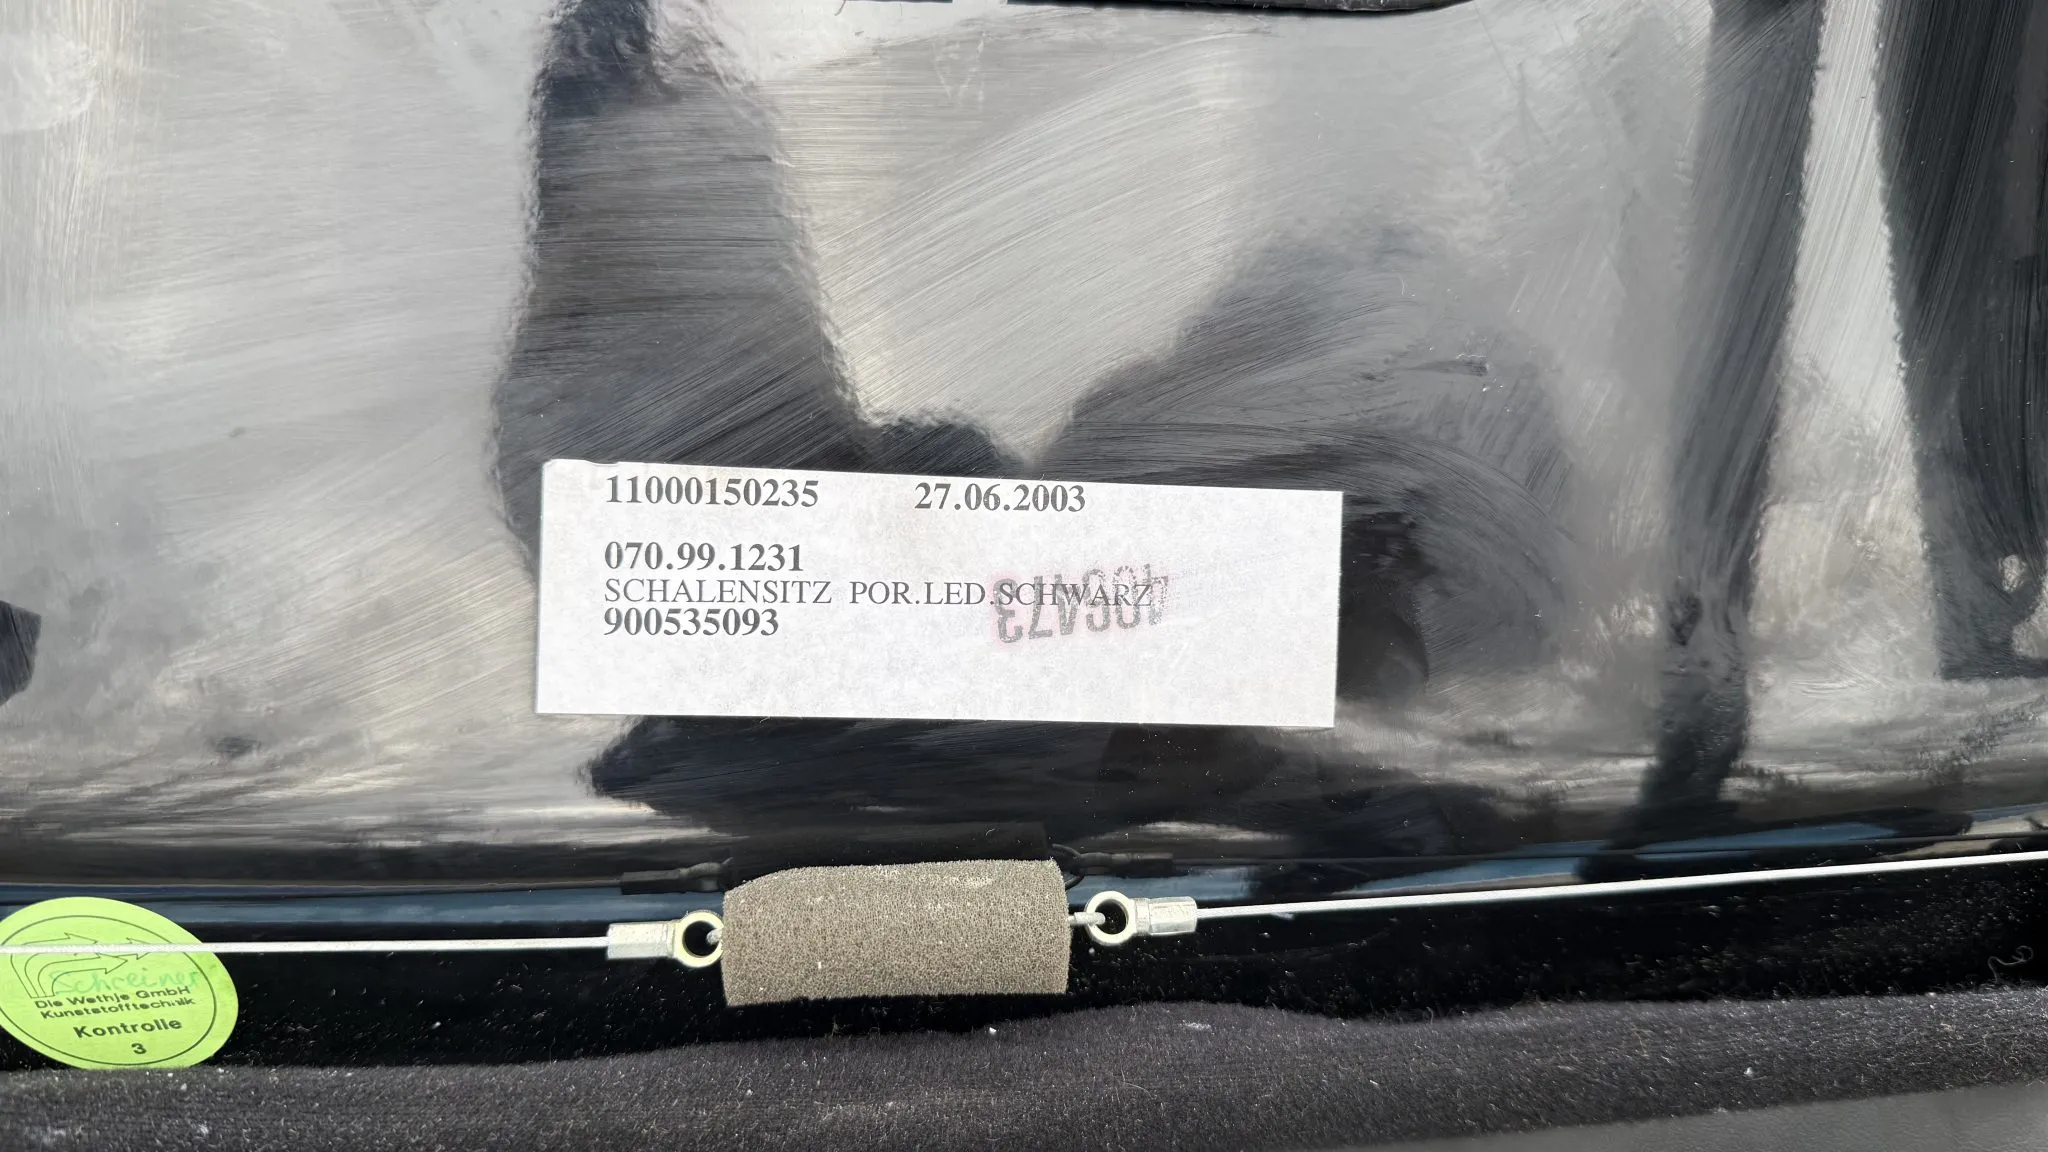 11000150235 27.06.2003
070.99.1231
SCHALENSITZ POR.LED.SCHWARZ
900535093
Schreiner
Die Wethje GmbH
Kunststofftechnik
Kontrolle
3